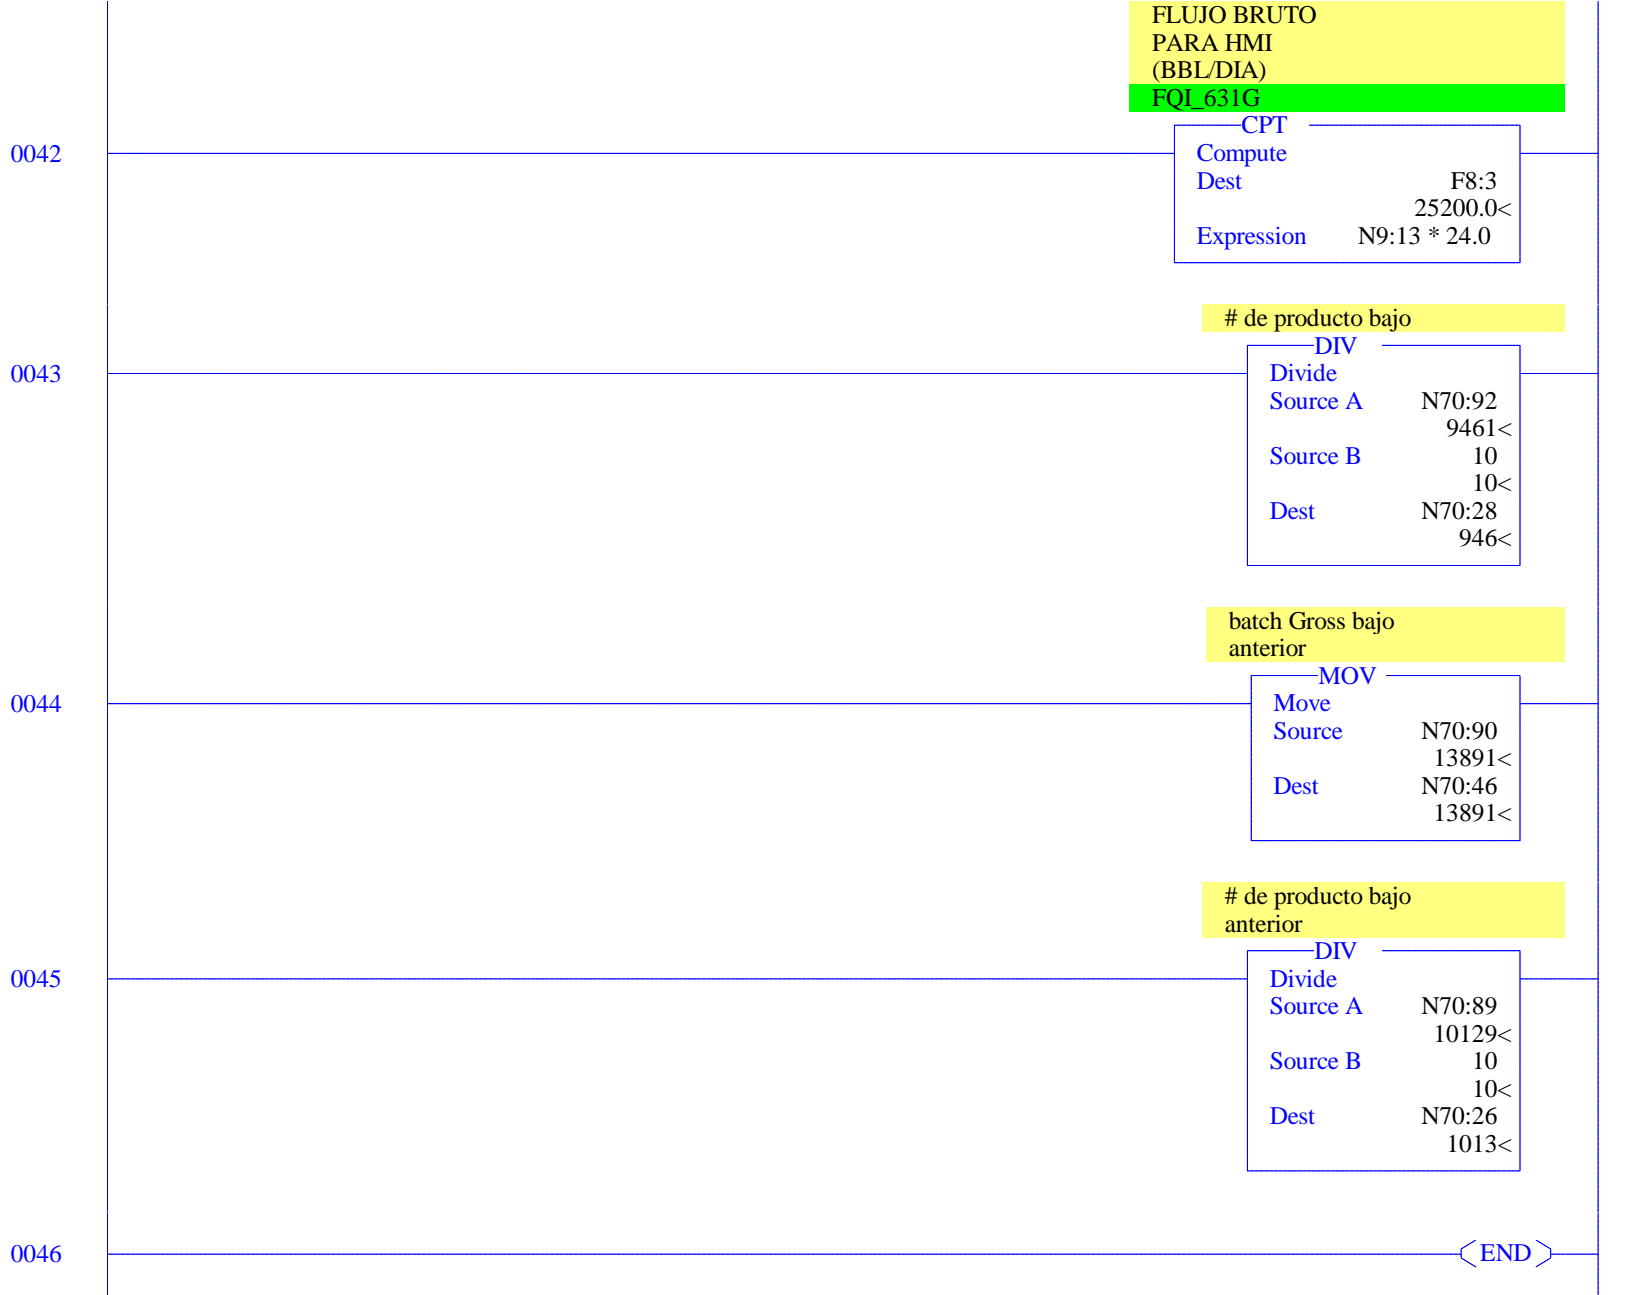 FLUJO BRUTO
PARA HMI
(BBL/DIA)
FQI_631G
CPT
0042
Compute
Dest F8:3
25200.0<
Expression N9:13 * 24.0
# de producto bajo
DIV
0043
Divide
Source A N70:92
9461<
Source B 10
10<
Dest N70:28
946<
batch Gross bajo
anterior
MOV
0044
Move
Source N70:90
13891<
Dest N70:46
13891<
# de producto bajo
anterior
DIV
0045
Divide
Source A N70:89
10129<
Source B 10
10<
Dest N70:26
1013<
0046
END